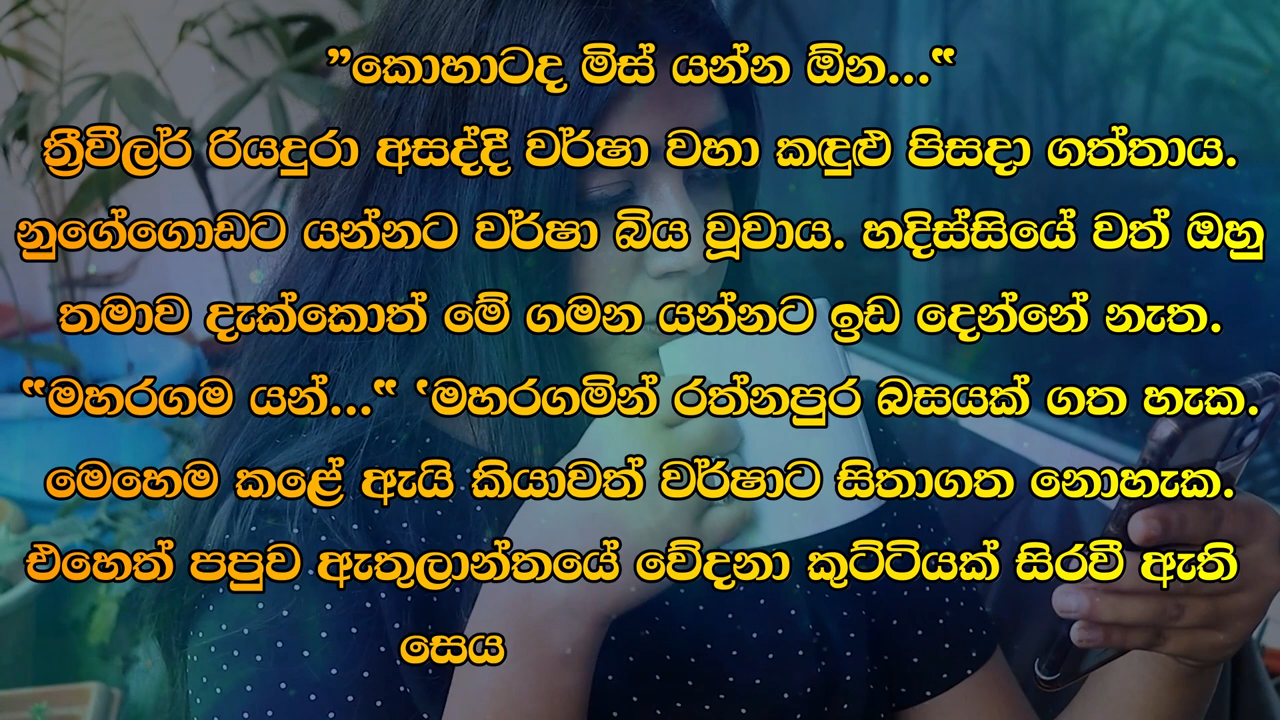 ”කොහාටද මිස් යන්න ඕන...“
ත්‍රීවීලර් රියදුරා අසද්දී වර්ෂා වහා කඳුළු පිසදා ගත්තාය.
නුගේගොඩට යන්නට වර්ෂා බිය වූවාය. හදිස්සියේ වත් ඔහු
තමාව දැක්කොත් මේ ගමන යන්නට ඉඩ දෙන්නේ නැත.
“මහරගම යන්...“ ‛මහරගමින් රත්නපුර බසයක් ගත හැක.
මෙහෙම කළේ ඇයි කියාවත් වර්ෂාට සිතාගත නොහැක.
එහෙත් පපුව ඇතුලාන්තයේ වේදනා කුට්ටියක් සිරවී ඇති
සෙය